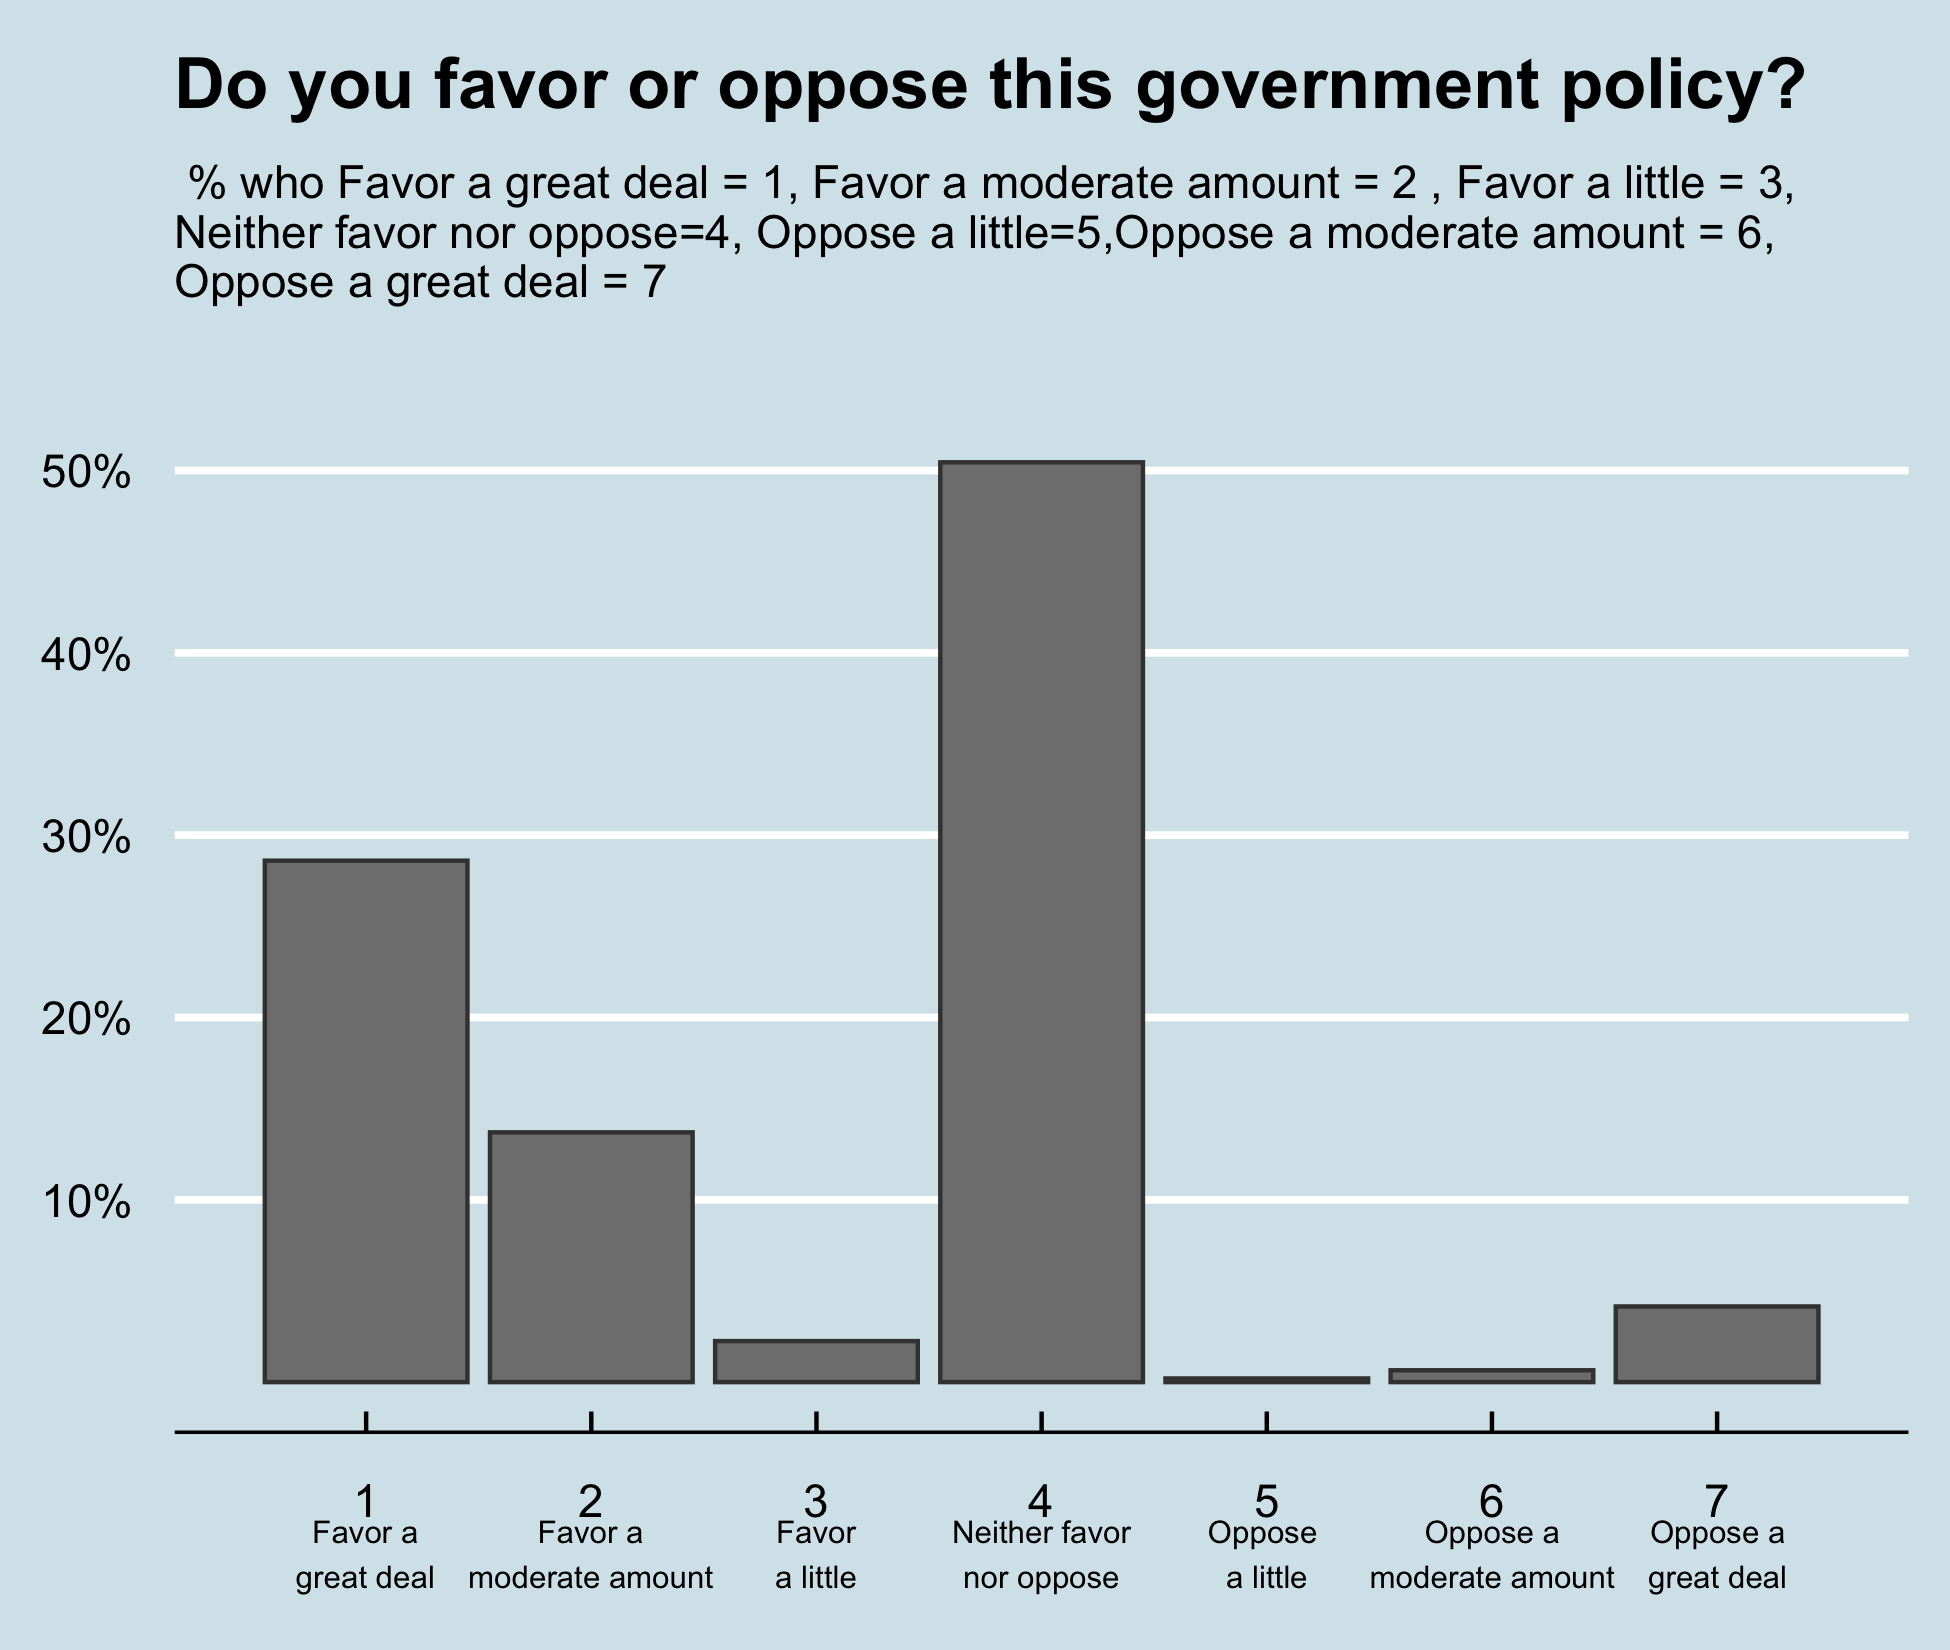 Do you favor or oppose this government policy?
% who Favor a great deal = 1, Favor a moderate amount = 2 , Favor a little = 3,
Neither favor nor oppose=4, Oppose a little=5,Oppose a moderate amount = 6,
Oppose a great deal = 7
50%
40%
30%
20%
10%
1 2 3 4 5 6 7
Favor a Favor a Favor Neither favor Oppose Oppose a Oppose a
great deal moderate amount a little nor oppose a little moderate amount great deal